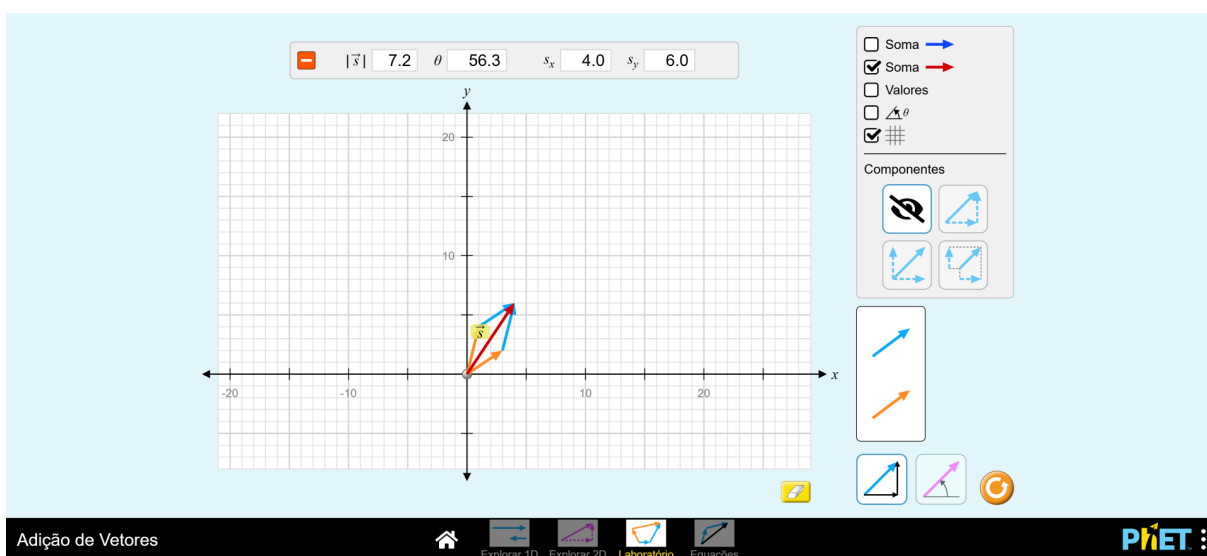 |s⃗| 7.2 θ 56.3 sₓ 4.0 s_y 6.0
Soma
Soma
Valores
θ
Componentes
y
20
10
s⃗
-20 -10 10 20 x
Adição de Vetores
Explorar 1D Explorar 2D Laboratório Equações
PhET